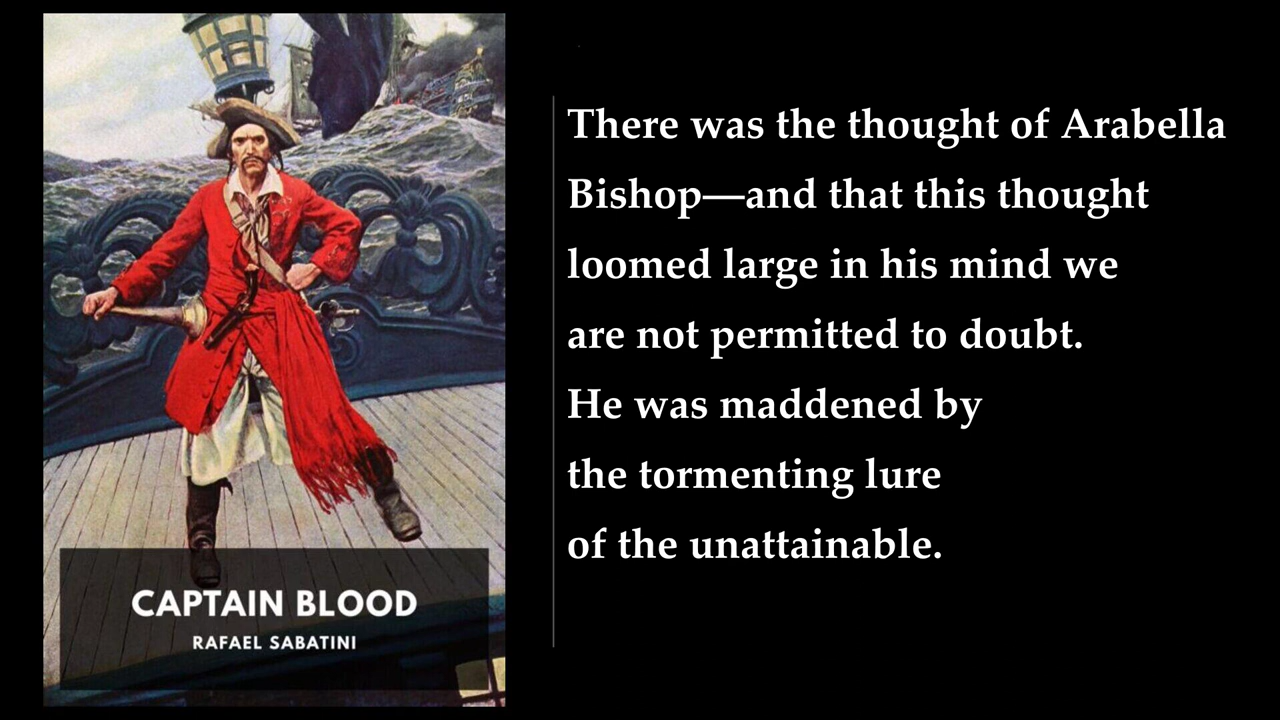 CAPTAIN BLOOD
RAFAEL SABATINI
There was the thought of Arabella
Bishop—and that this thought
loomed large in his mind we
are not permitted to doubt.
He was maddened by
the tormenting lure
of the unattainable.